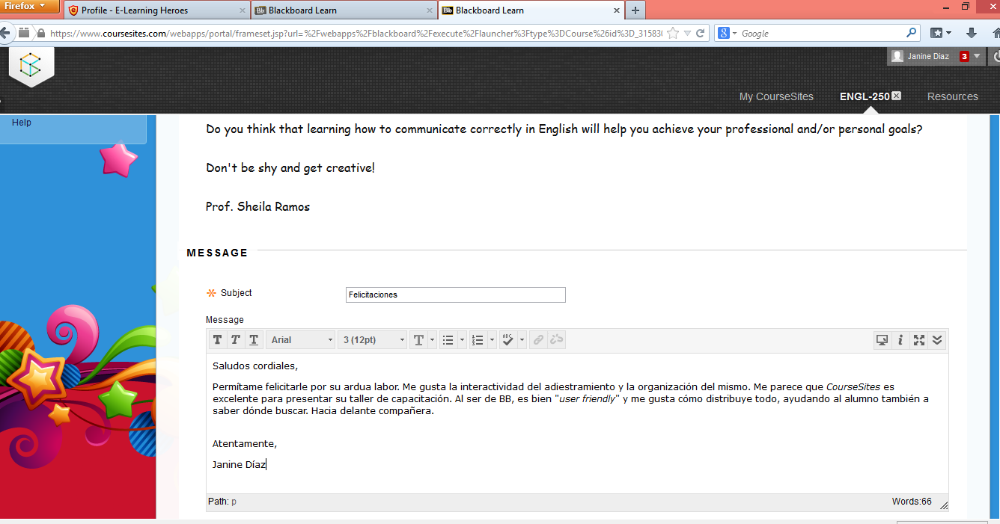 Firefox
Profile - E-Learning Heroes
Bb Blackboard Learn
Bb Blackboard Learn
https://www.coursesites.com/webapps/portal/frameset.jsp?url=%2Fwebapps%2Fblackboard%2Fexecute%2Flauncher%3Ftype%3DCourse%26id%3D_31583
8 Google
Janine Diaz 3
My CourseSites ENGL-250 Resources
Help
Do you think that learning how to communicate correctly in English will help you achieve your professional and/or personal goals?
Don't be shy and get creative!
Prof. Sheila Ramos
MESSAGE
Subject Felicitaciones
Message
T T T Arial 3 (12pt) T ABC i
Saludos cordiales,
Permítame felicitarle por su ardua labor. Me gusta la interactividad del adiestramiento y la organización del mismo. Me parece que CourseSites es
excelente para presentar su taller de capacitación. Al ser de BB, es bien "user friendly" y me gusta cómo distribuye todo, ayudando al alumno también a
saber dónde buscar. Hacia delante compañera.
Atentamente,
Janine Díaz
Path: p Words:66